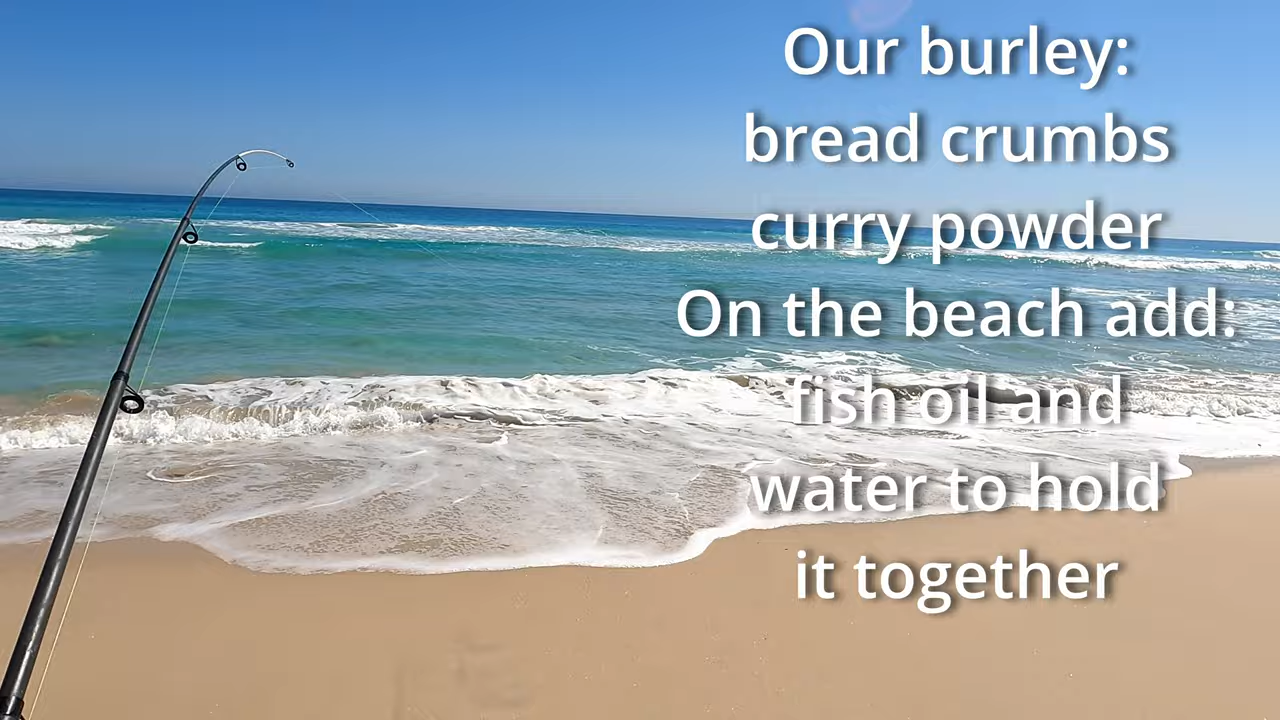 Our burley:
bread crumbs
curry powder
On the beach add:
fish oil and
water to hold
it together